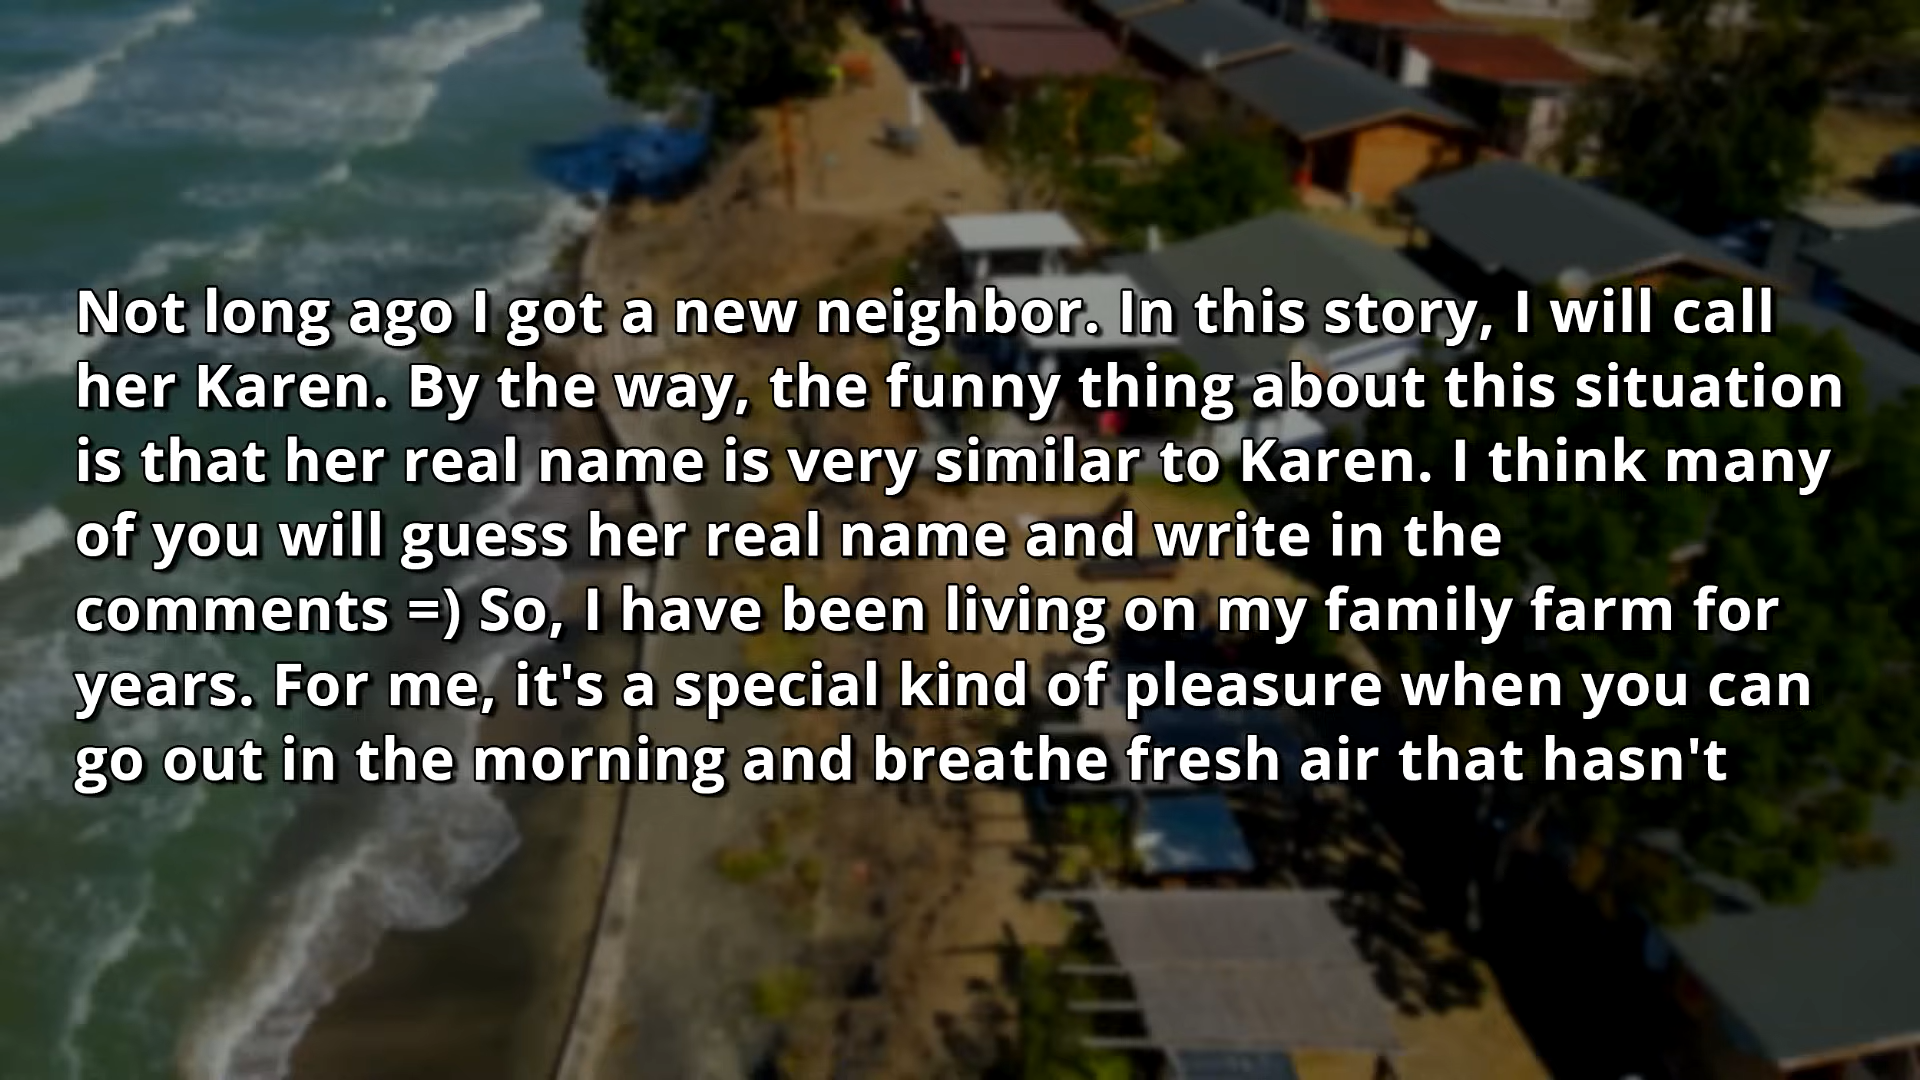 Not long ago I got a new neighbor. In this story, I will call
her Karen. By the way, the funny thing about this situation
is that her real name is very similar to Karen. I think many
of you will guess her real name and write in the
comments =) So, I have been living on my family farm for
years. For me, it's a special kind of pleasure when you can
go out in the morning and breathe fresh air that hasn't